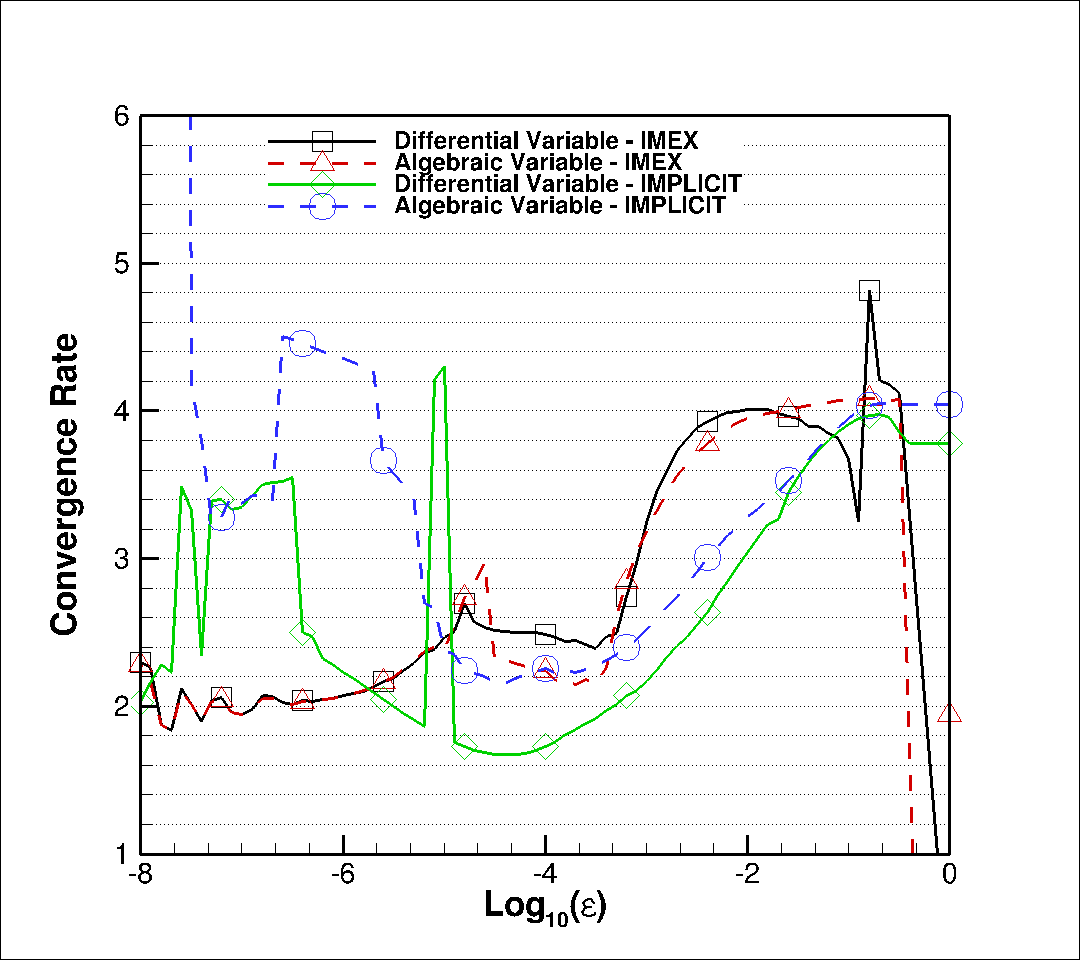 6
Differential Variable - IMEX
Algebraic Variable - IMEX
Differential Variable - IMPLICIT
Algebraic Variable - IMPLICIT
5
4
3
2
1
Convergence Rate
-8 -6 -4 -2 0
Log₁₀(ε)